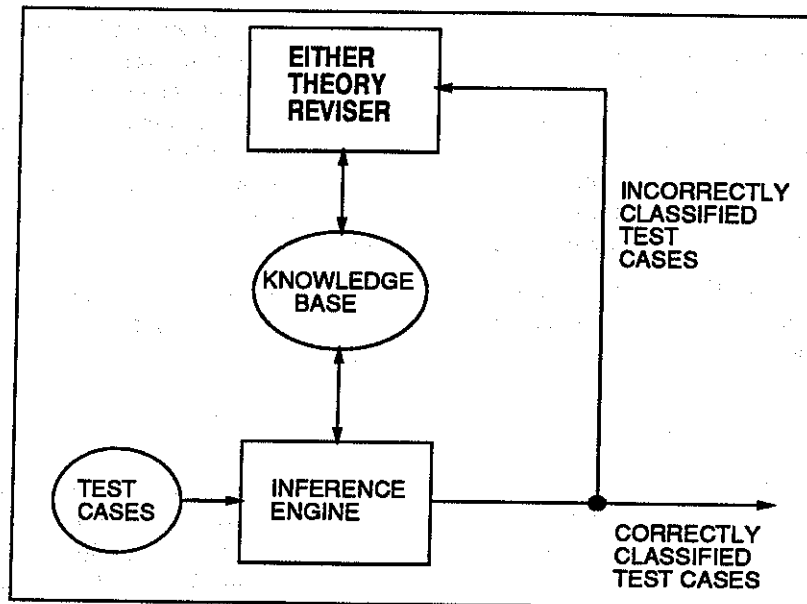 EITHER
THEORY
REVISER
INCORRECTLY
CLASSIFIED
TEST
CASES
KNOWLEDGE
BASE
TEST
CASES
INFERENCE
ENGINE
CORRECTLY
CLASSIFIED
TEST CASES